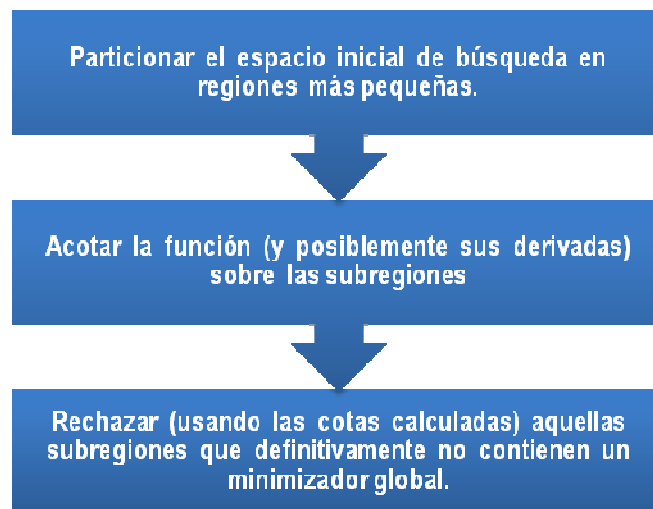 Particionar el espacio inicial de búsqueda en
regiones más pequeñas.
Acotar la función (y posiblemente sus derivadas)
sobre las subregiones
Rechazar (usando las cotas calculadas) aquellas
subregiones que definitivamente no contienen un
minimizador global.